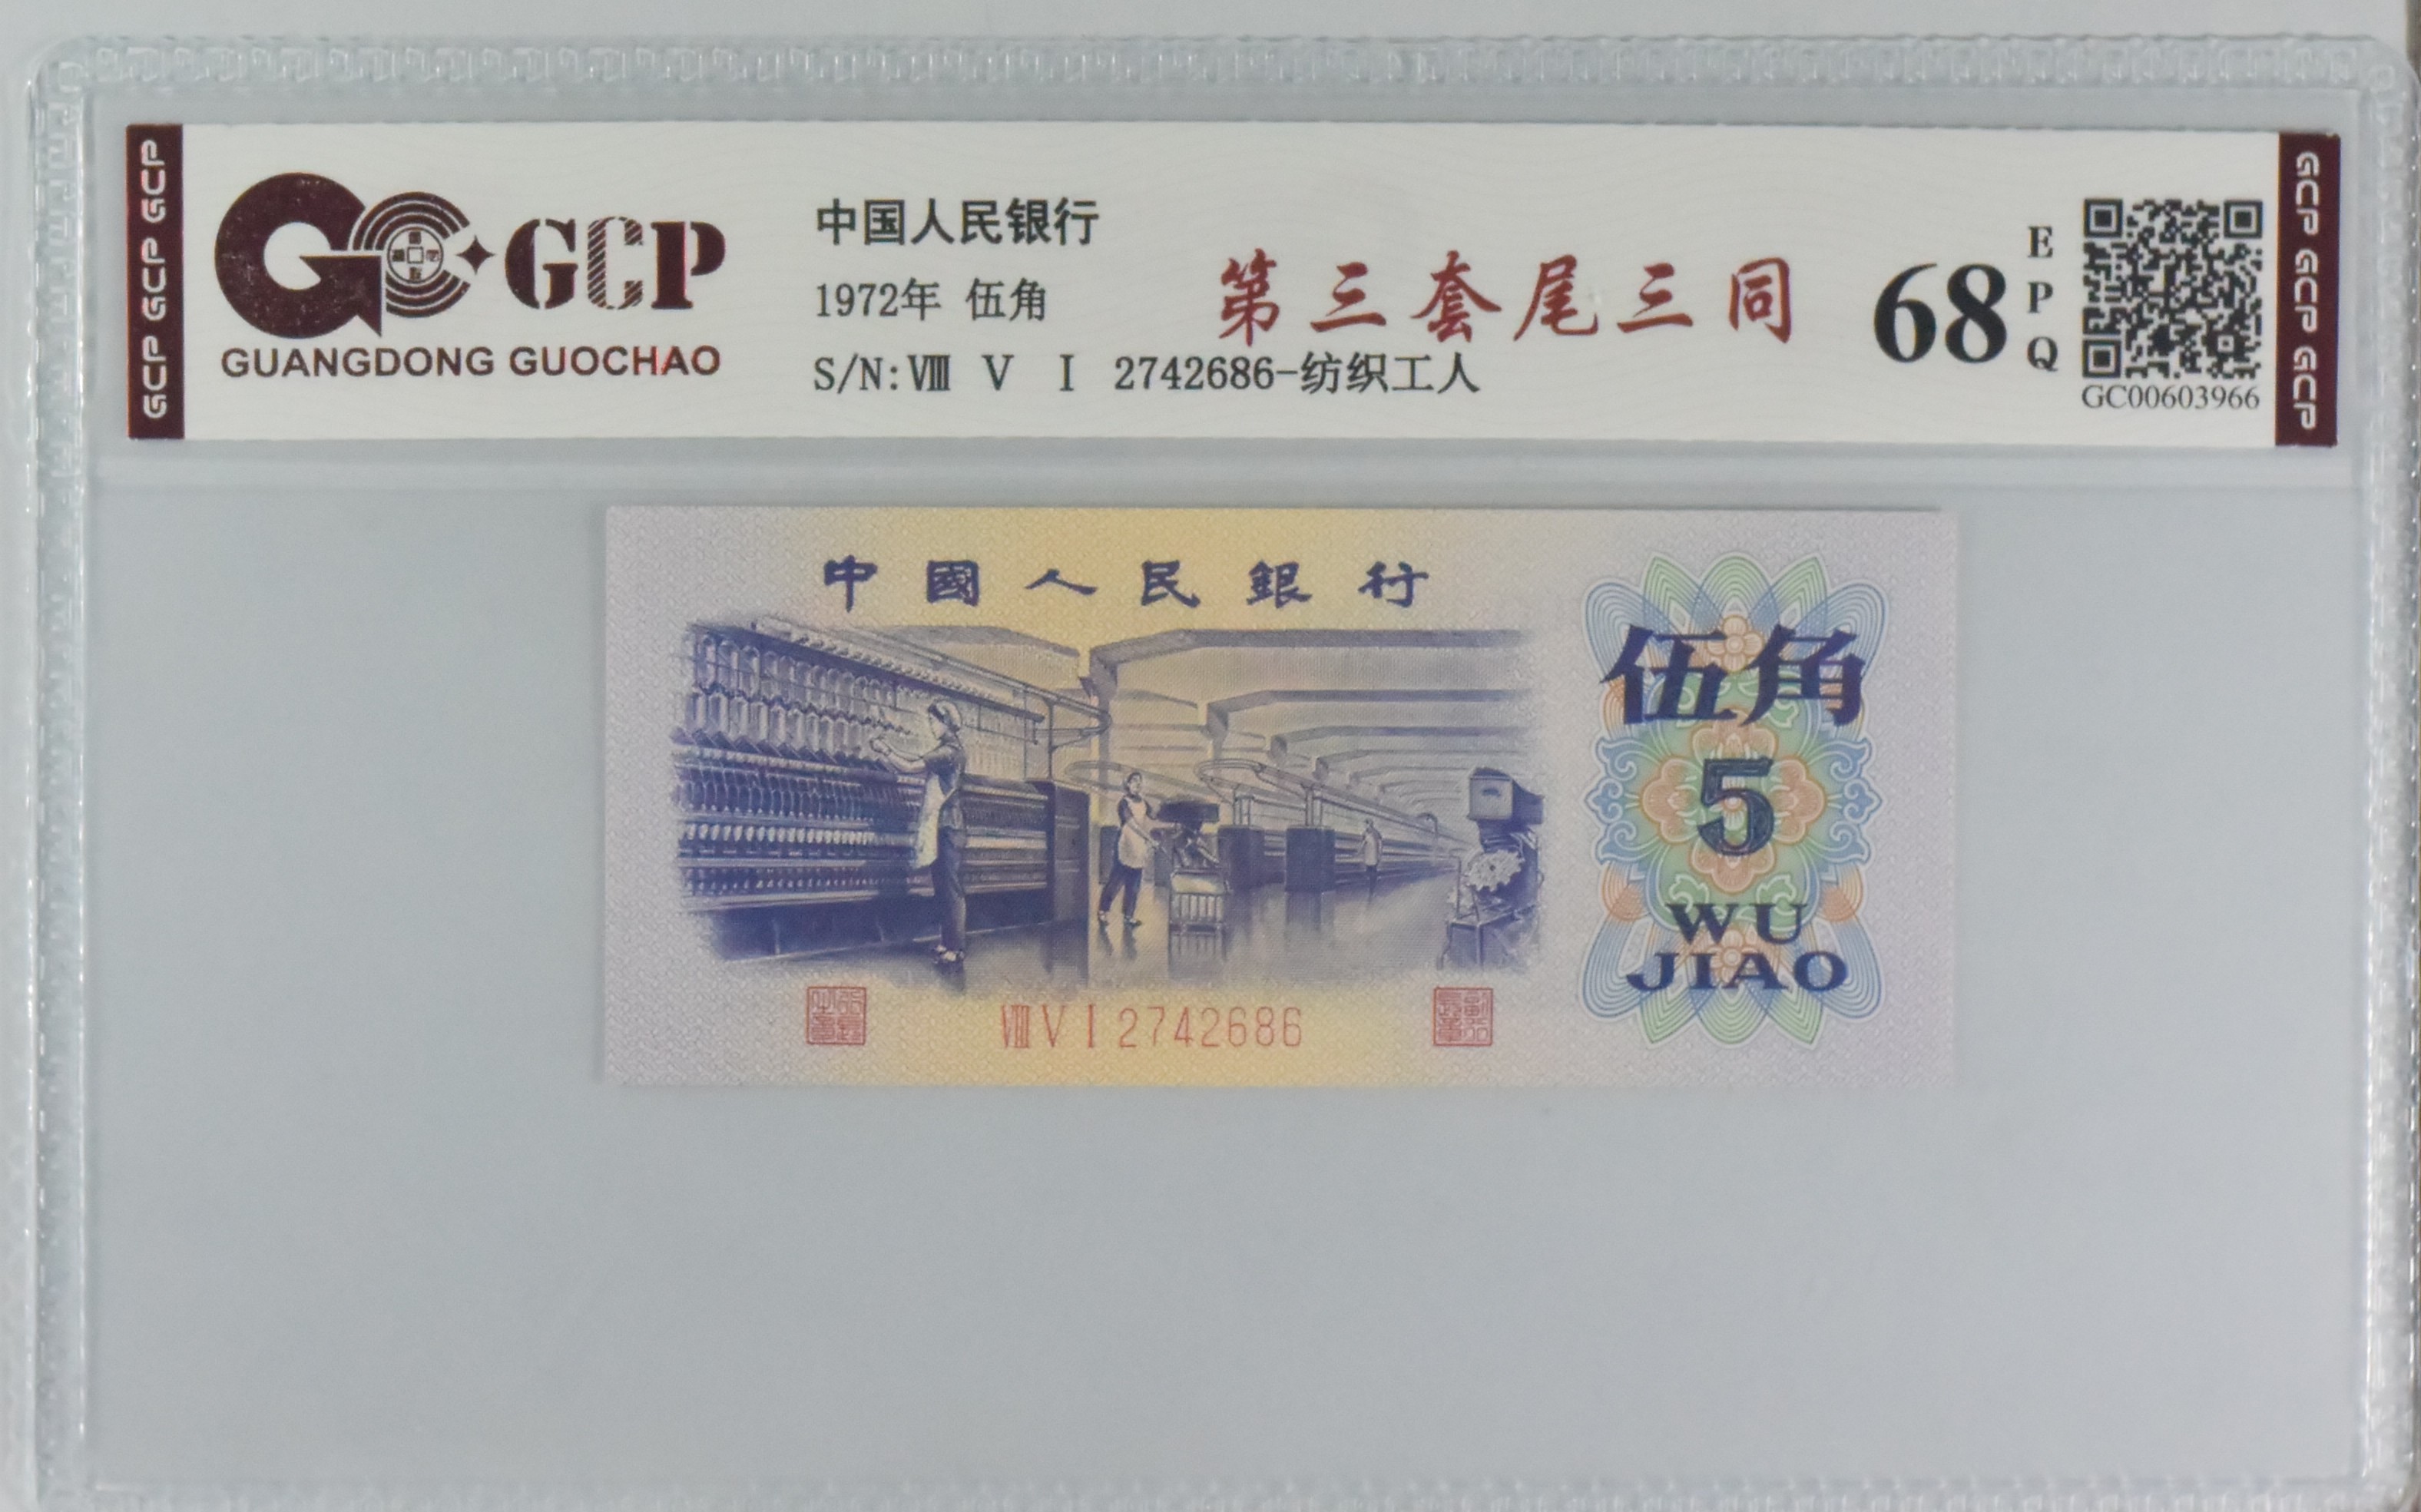 GCP GCP GCP
GCP
GUANGDONG GUOCHAO
中国人民银行
1972年 伍角
S/N:Ⅷ Ⅴ Ⅰ 2742686-纺织工人
第三套尾三同
68
EPQ
GC00603966
GCP GCP GCP
中國人民銀行
伍角
5
WU
JIAO
ⅧⅤⅠ2742686